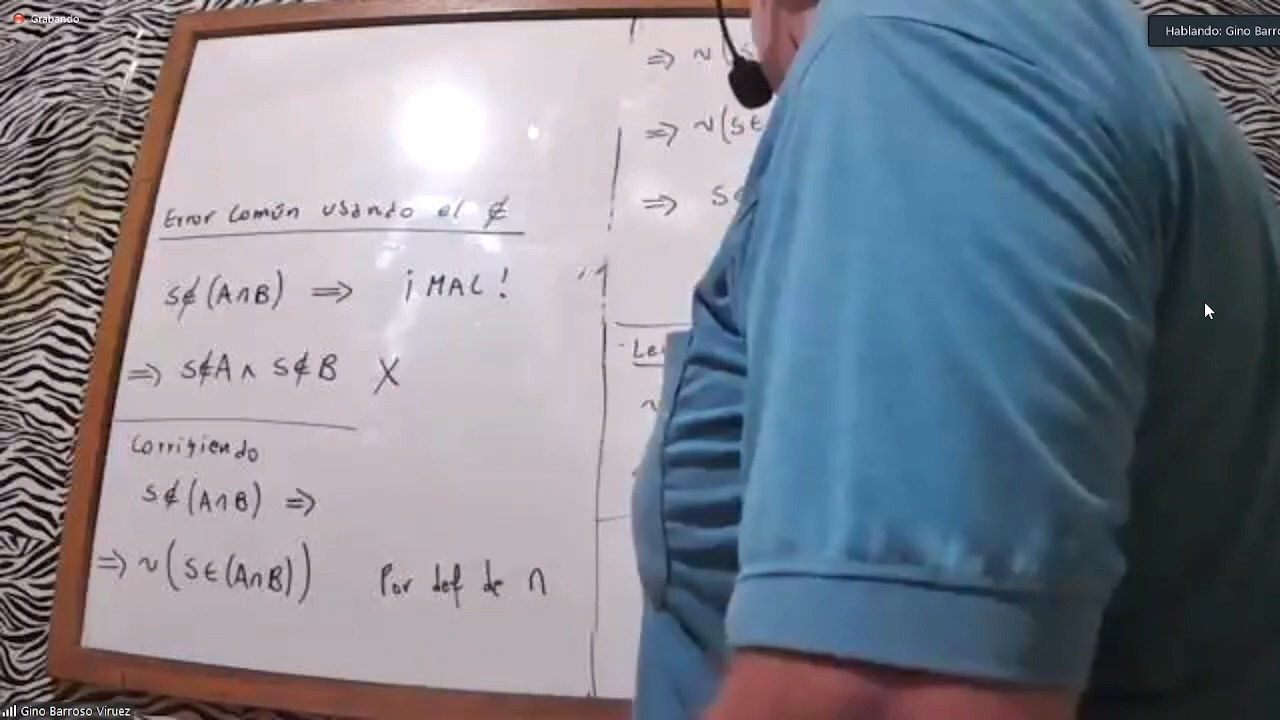 Grabando
Hablando: Gino Barro
Error Común usando el ∉
s∉(A∩B) ⇒ ¡MAL!
⇒ s∉A ∧ s∉B X
Corrigiendo
s∉(A∩B) ⇒
⇒ ~(s∈(A∩B)) Por def de ∩
⇒ ~(s
⇒ ~(s∈
⇒ s
~
Gino Barroso Viruez